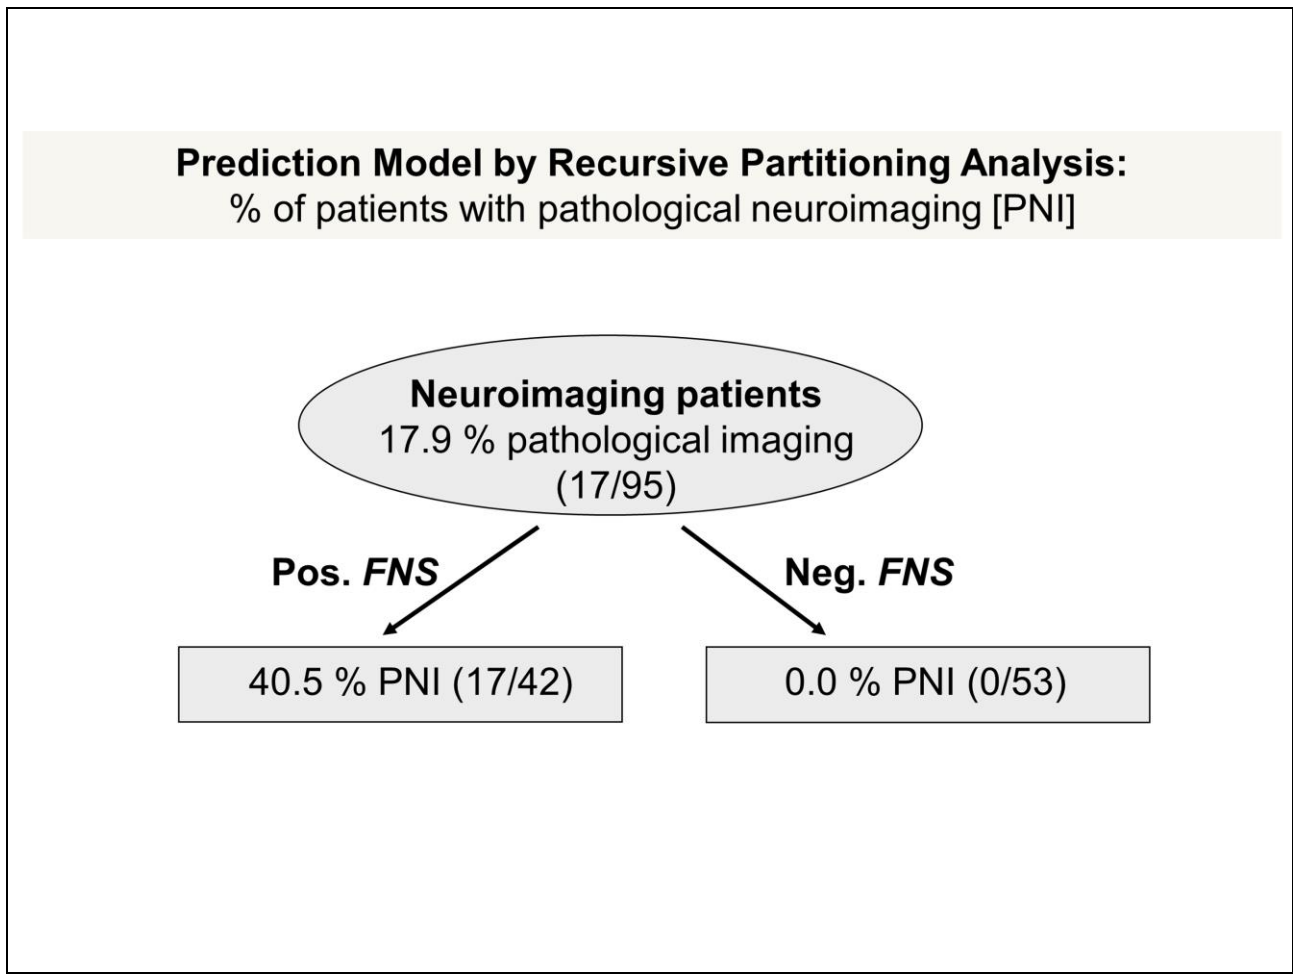 Prediction Model by Recursive Partitioning Analysis:
% of patients with pathological neuroimaging [PNI]
Neuroimaging patients
17.9 % pathological imaging
(17/95)
Pos. FNS
Neg. FNS
40.5 % PNI (17/42)
0.0 % PNI (0/53)